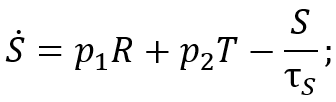 Ṡ = p₁R + p₂T − S/τ_S ;